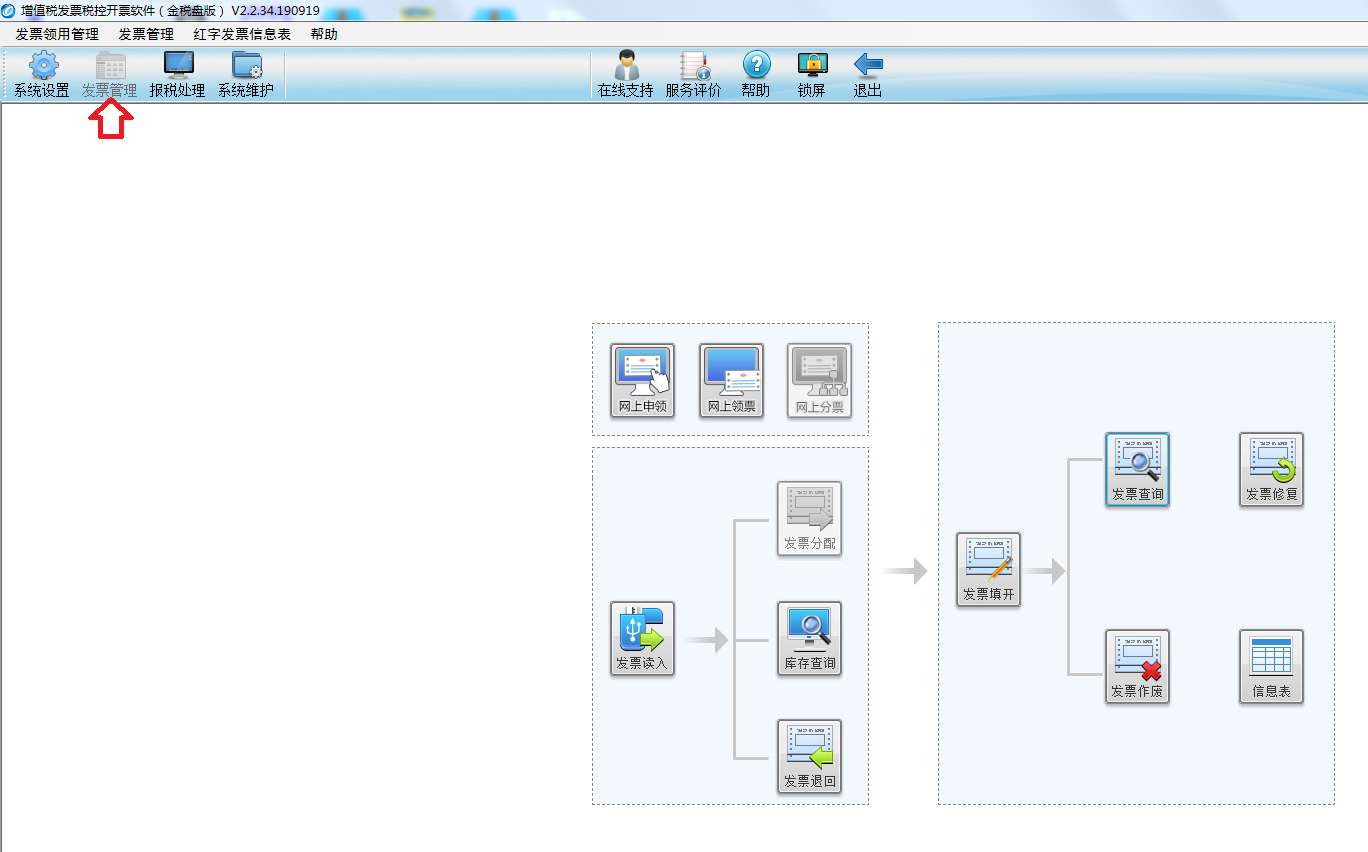 增值税发票税控开票软件（金税盘版） V2.2.34.190919
发票领用管理 发票管理 红字发票信息表 帮助
系统设置 发票管理 报税处理 系统维护 在线支持 服务评价 帮助 锁屏 退出
网上申领 网上领票 网上分票
发票分配
发票读入 库存查询
发票退回
发票查询 发票修复
发票填开
发票作废 信息表